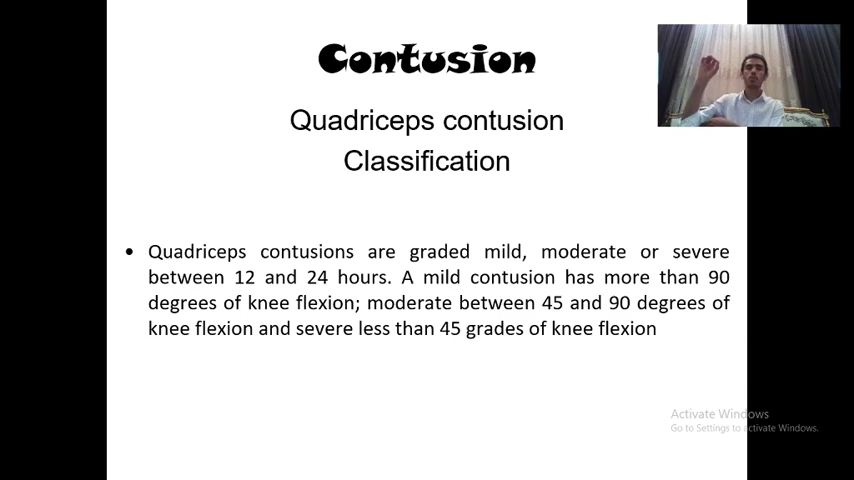 Contusion
Quadriceps contusion
Classification
• Quadriceps contusions are graded mild, moderate or severe
between 12 and 24 hours. A mild contusion has more than 90
degrees of knee flexion; moderate between 45 and 90 degrees of
knee flexion and severe less than 45 grades of knee flexion
Activate Windows
Go to Settings to activate Windows.